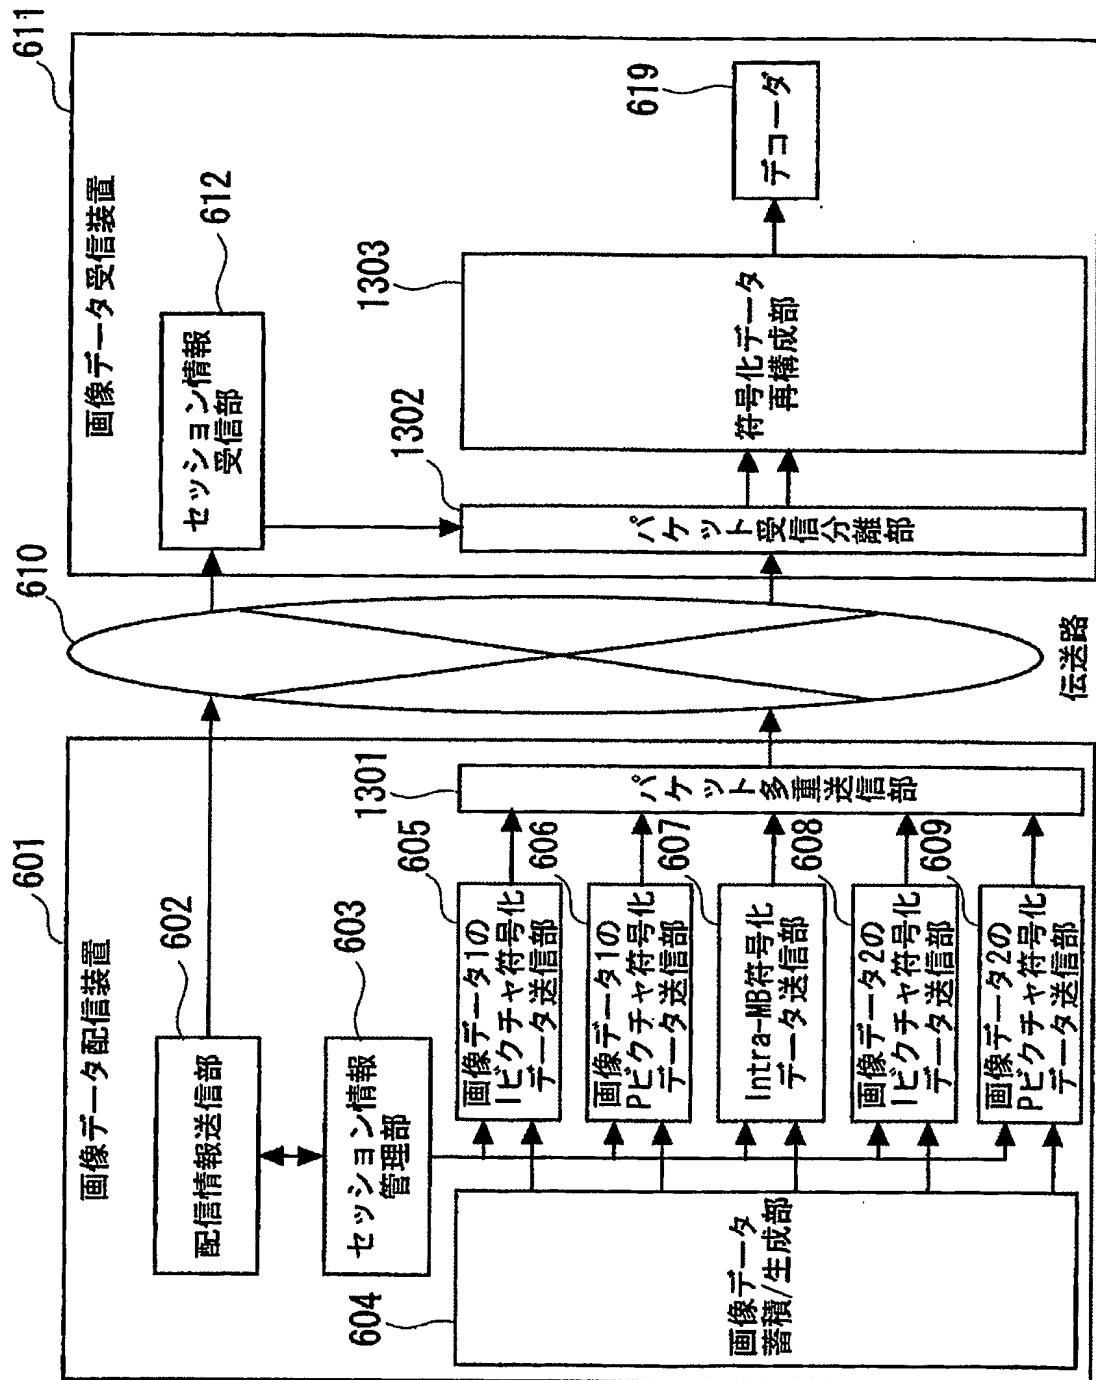 601
画像データ配信装置
602
配信情報送信部
603
セッション情報
管理部
604
画像データ
蓄積/生成部
605
画像データ1の
Iピクチャ符号化
データ送信部
606
画像データ1の
Pピクチャ符号化
データ送信部
607
Intra-MB符号化
データ送信部
608
画像データ2の
Iピクチャ符号化
データ送信部
609
画像データ2の
Pピクチャ符号化
データ送信部
1301
パケット多重送信部
610
伝送路
611
画像データ受信装置
612
セッション情報
受信部
1302
パケット受信分離部
1303
符号化データ
再構成部
619
デコーダ